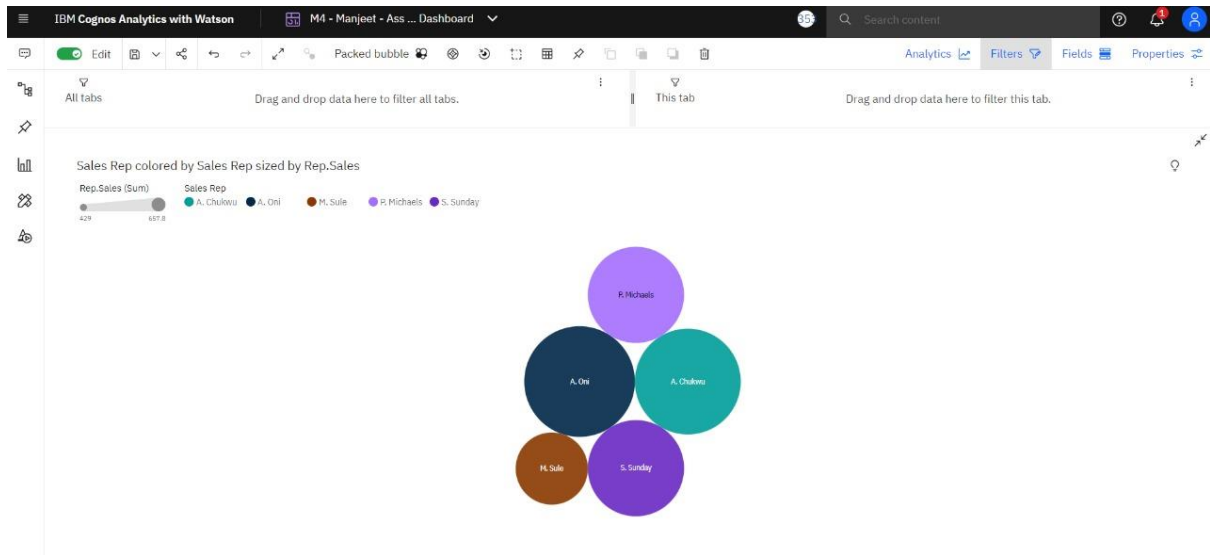 IBM Cognos Analytics with Watson
M4 - Manjeet - Ass ... Dashboard
Search content
1
Edit
Packed bubble
Analytics
Filters
Fields
Properties
All tabs
Drag and drop data here to filter all tabs.
This tab
Drag and drop data here to filter this tab.
Sales Rep colored by Sales Rep sized by Rep.Sales
Rep.Sales (Sum)
429
Sales Rep
A. Chukwu
A. Oni
M. Sule
P. Michaels
S. Sunday
P. Michaels
A. Oni
A. Chukwu
M. Sule
S. Sunday